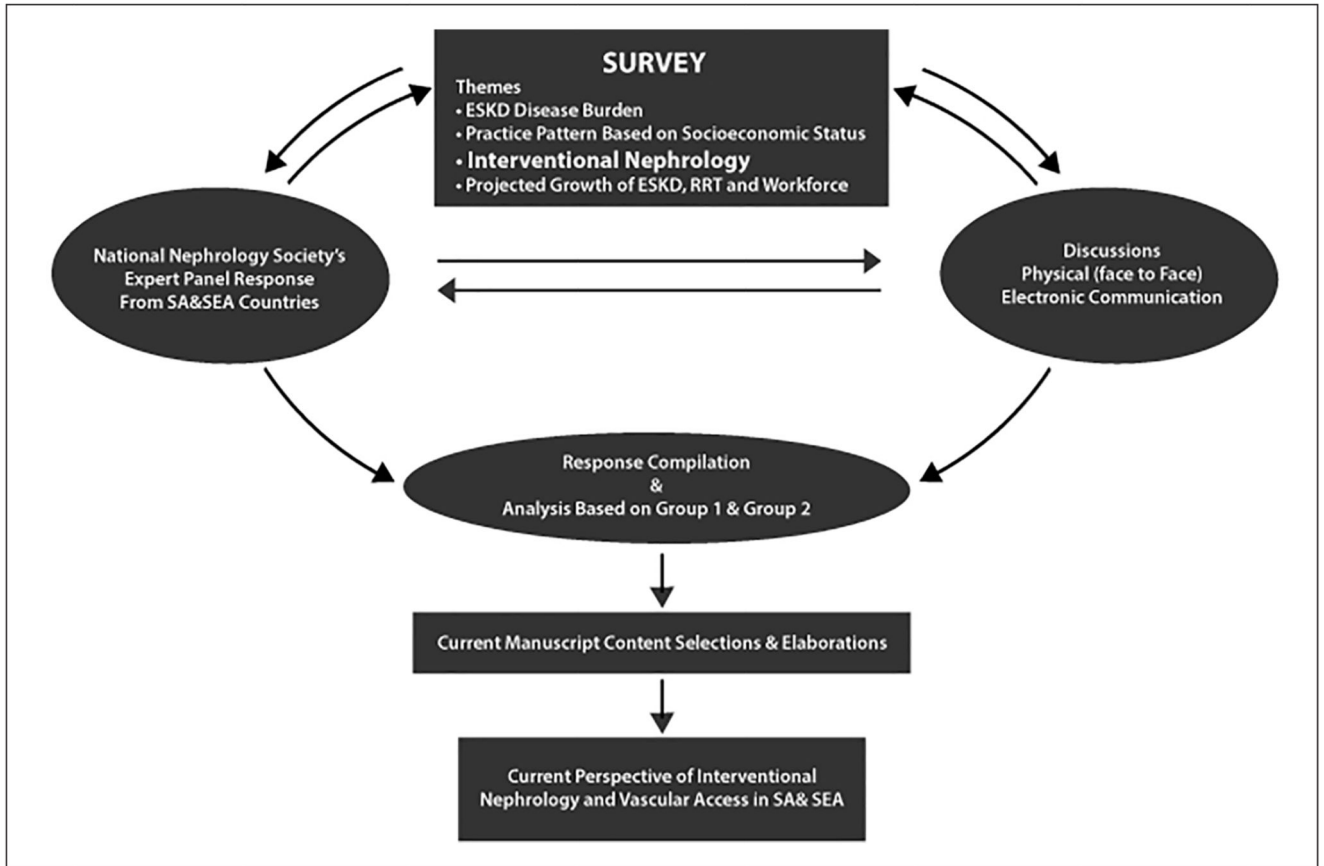 SURVEY
Themes
• ESKD Disease Burden
• Practice Pattern Based on Socioeconomic Status
• Interventional Nephrology
• Projected Growth of ESKD, RRT and Workforce
National Nephrology Society's
Expert Panel Response
From SA&SEA Countries
Discussions
Physical (face to Face)
Electronic Communication
Response Compilation
&
Analysis Based on Group 1 & Group 2
Current Manuscript Content Selections & Elaborations
Current Perspective of Interventional
Nephrology and Vascular Access in SA& SEA